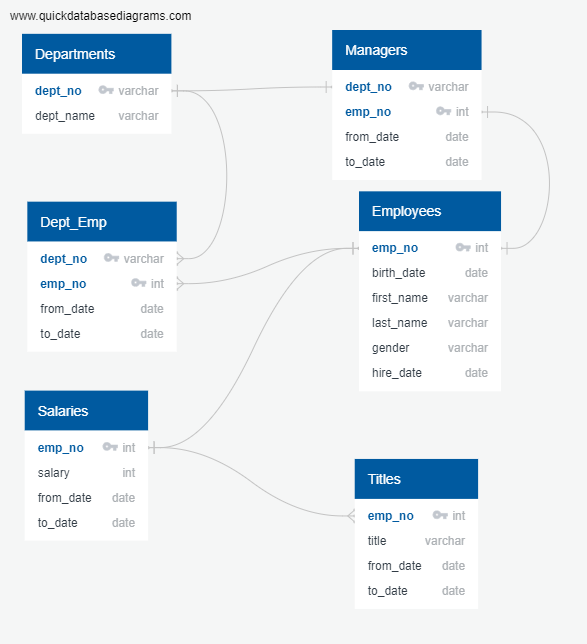 www.quickdatabasediagrams.com
Departments
dept_no varchar
dept_name varchar
Managers
dept_no varchar
emp_no int
from_date date
to_date date
Dept_Emp
dept_no varchar
emp_no int
from_date date
to_date date
Employees
emp_no int
birth_date date
first_name varchar
last_name varchar
gender varchar
hire_date date
Salaries
emp_no int
salary int
from_date date
to_date date
Titles
emp_no int
title varchar
from_date date
to_date date